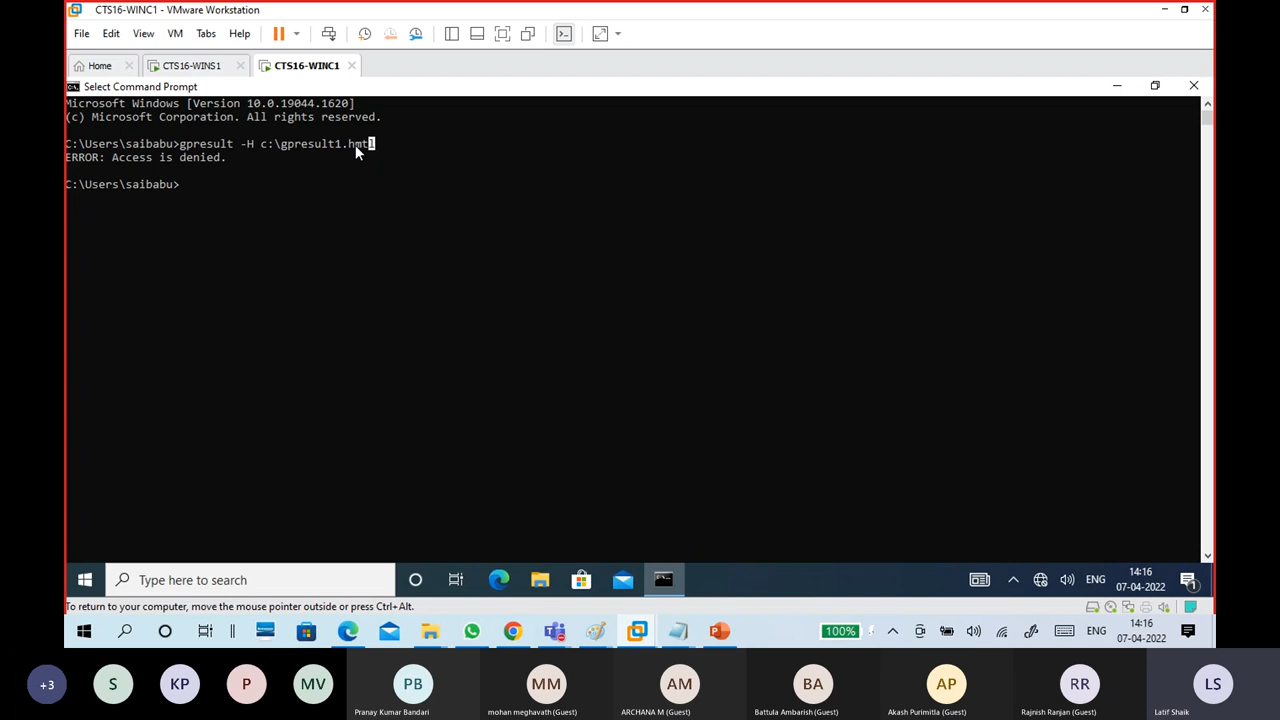 CTS16-WINC1 - VMware Workstation
File Edit View VM Tabs Help
Home CTS16-WINS1 CTS16-WINC1
Select Command Prompt
Microsoft Windows [Version 10.0.19044.1620]
(c) Microsoft Corporation. All rights reserved.
C:\Users\saibabu>gpresult -H c:\gpresult1.hmtl
ERROR: Access is denied.
C:\Users\saibabu>
Type here to search
ENG
14:16
07-04-2022
1
To return to your computer, move the mouse pointer outside or press Ctrl+Alt.
100%
ENG
14:16
07-04-2022
+3 S KP P MV PB MM AM BA AP RR LS
Pranay Kumar Bandari mohan meghavath (Guest) ARCHANA M (Guest) Battula Ambarish (Guest) Akash Purimitla (Guest) Rajnish Ranjan (Guest) Latif Shaik